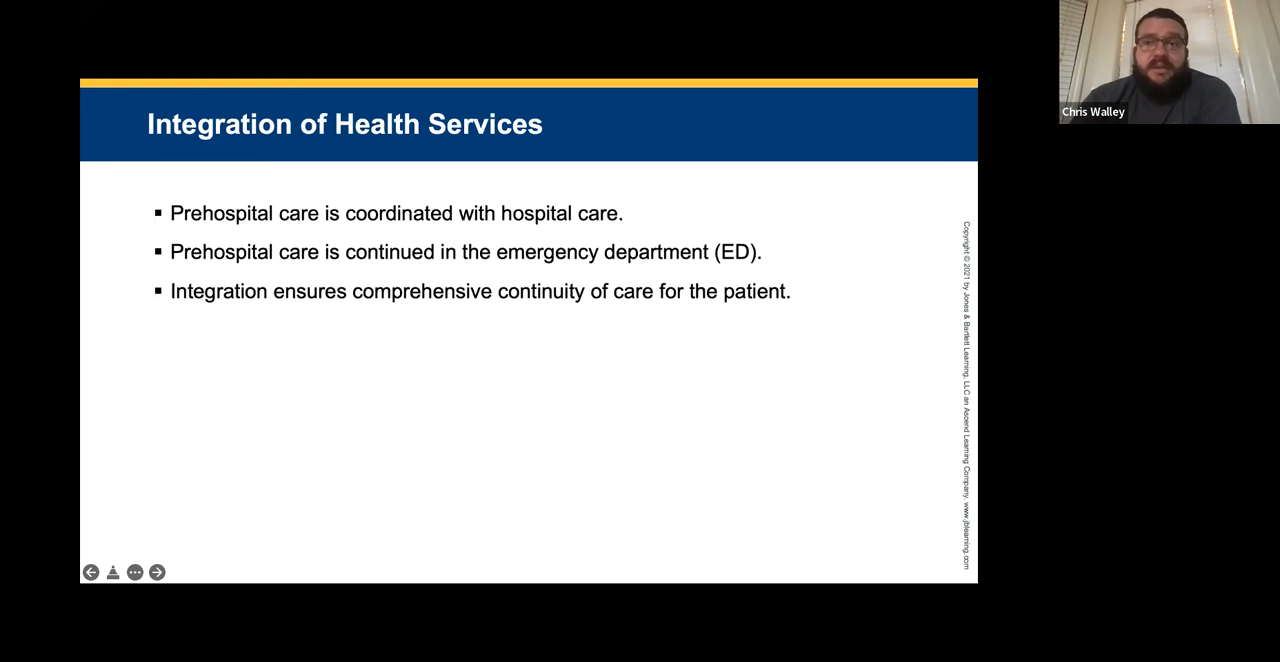 Integration of Health Services
Prehospital care is coordinated with hospital care.
Prehospital care is continued in the emergency department (ED).
Integration ensures comprehensive continuity of care for the patient.
Copyright © 2021 by Jones & Bartlett Learning, LLC an Ascend Learning Company. www.jblearning.com
Chris Walley